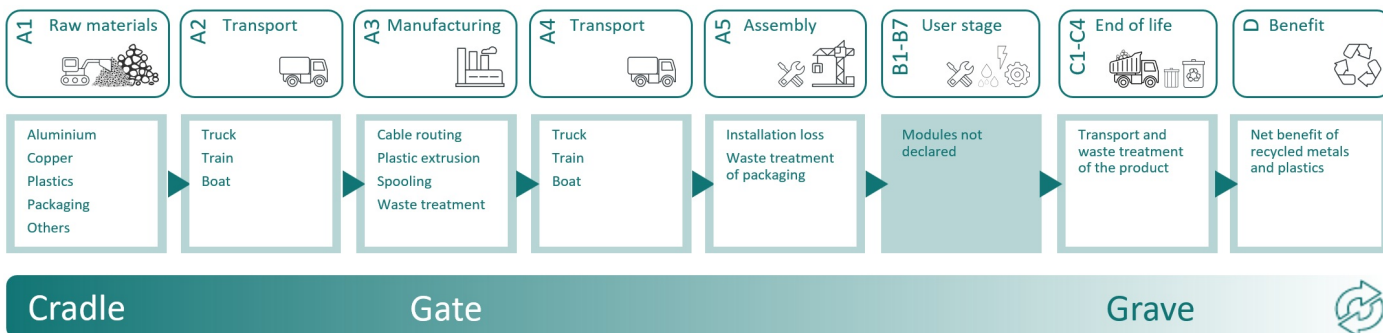 A1 Raw materials
A2 Transport
A3 Manufacturing
A4 Transport
A5 Assembly
B1-B7 User stage
C1-C4 End of life
D Benefit
Aluminium
Copper
Plastics
Packaging
Others
Truck
Train
Boat
Cable routing
Plastic extrusion
Spooling
Waste treatment
Truck
Train
Boat
Installation loss
Waste treatment
of packaging
Modules not
declared
Transport and
waste treatment
of the product
Net benefit of
recycled metals
and plastics
Cradle
Gate
Grave